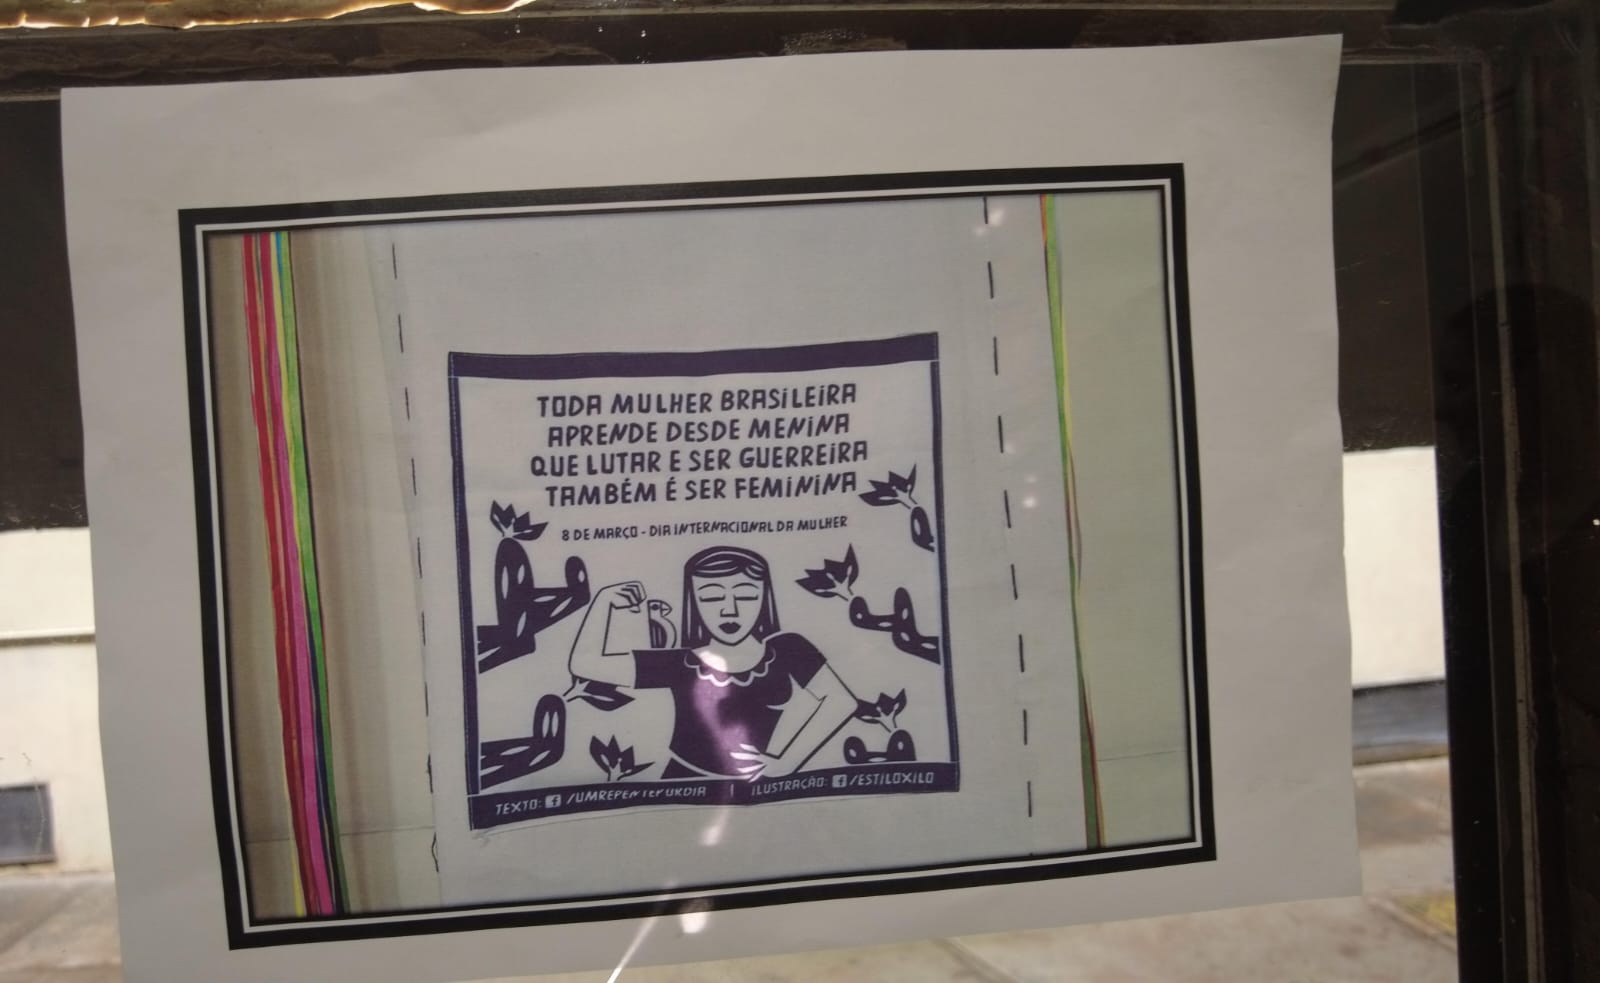 TODA MULHER BRASILEIRA
APRENDE DESDE MENINA
QUE LUTAR E SER GUERREIRA
TAMBÉM É SER FEMININA
8 DE MARÇO - DIA INTERNACIONAL DA MULHER
TEXTO: /UMREPENTEPORDIA | ILUSTRAÇÃO: /ESTILOXILO